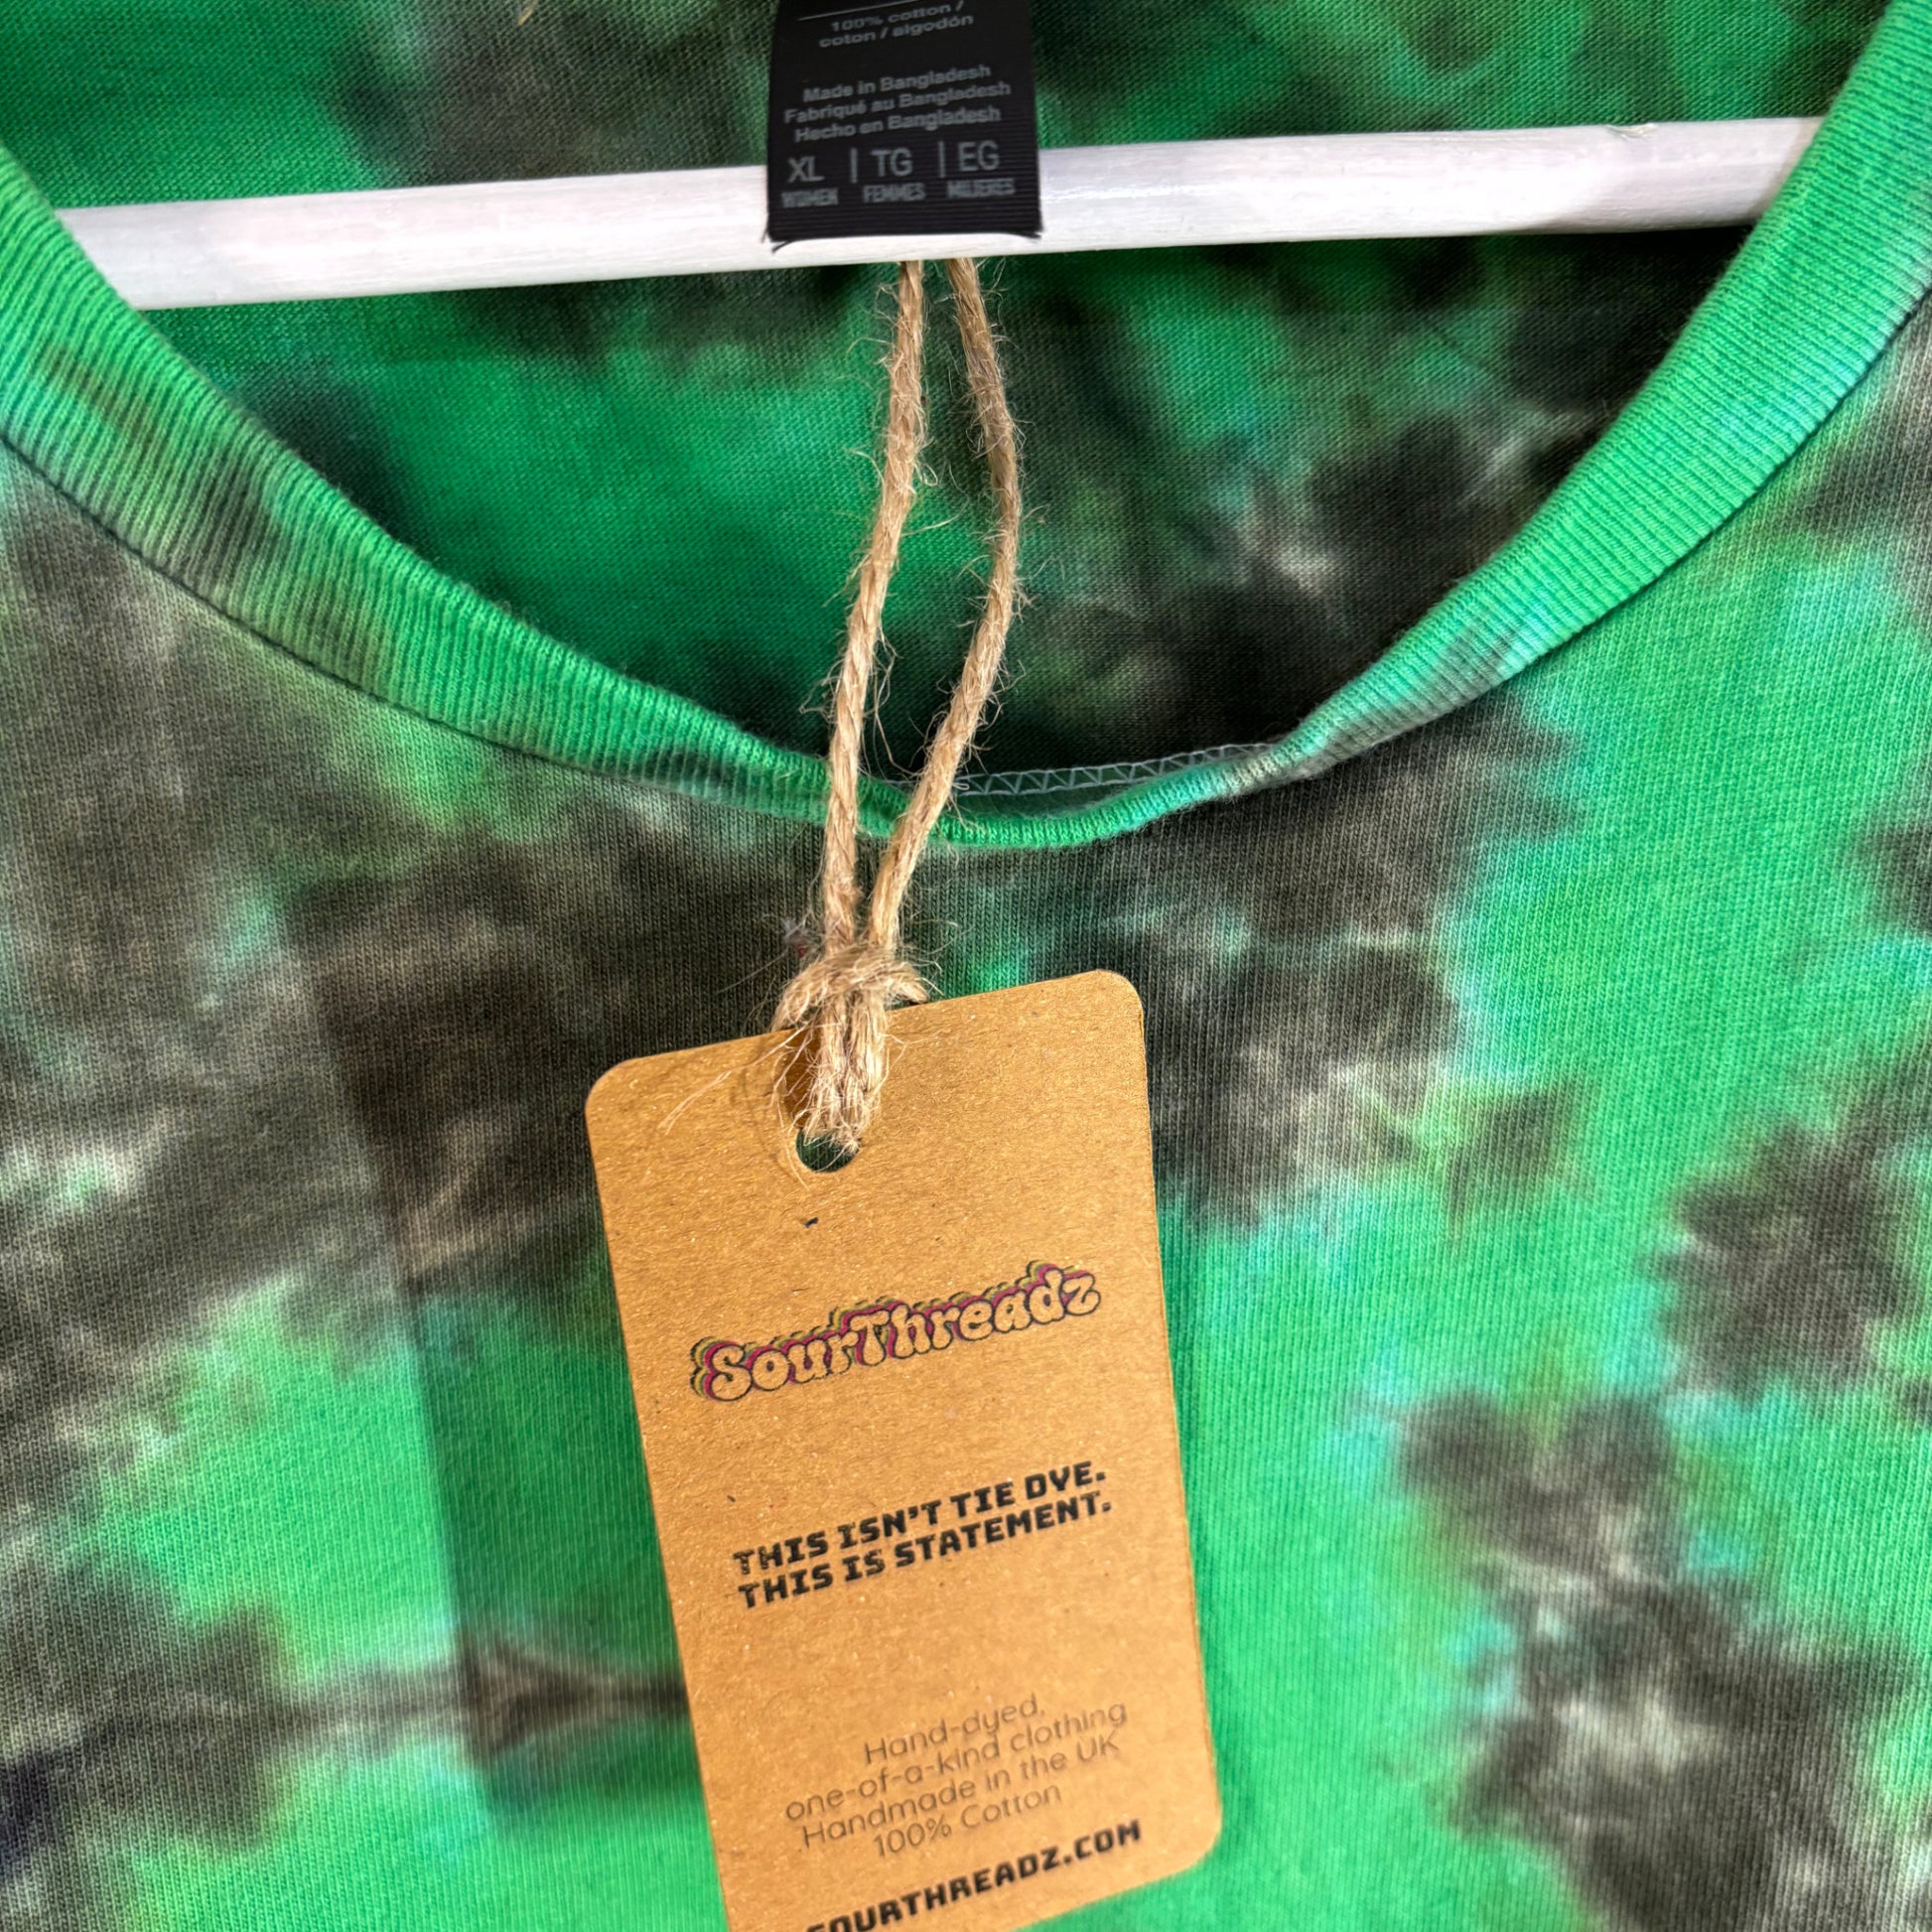 100% cotton /
coton / algodón
Made in Bangladesh
Fabriqué au Bangladesh
Hecho en Bangladesh
XL | TG | EG
WOMEN FEMMES MUJERES
SourThreadz
THIS ISN'T TIE DYE.
THIS IS STATEMENT.
Hand-dyed,
one-of-a-kind clothing
Handmade in the UK
100% Cotton
SOURTHREADZ.COM